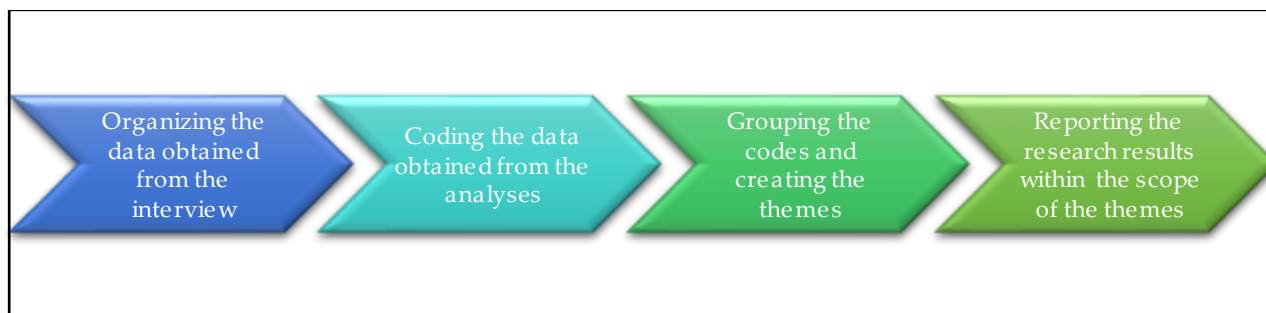 Organizing the
data obtained
from the
interview
Coding the data
obtained from the
analyses
Grouping the
codes and
creating the
themes
Reporting the
research results
within the scope
of the themes